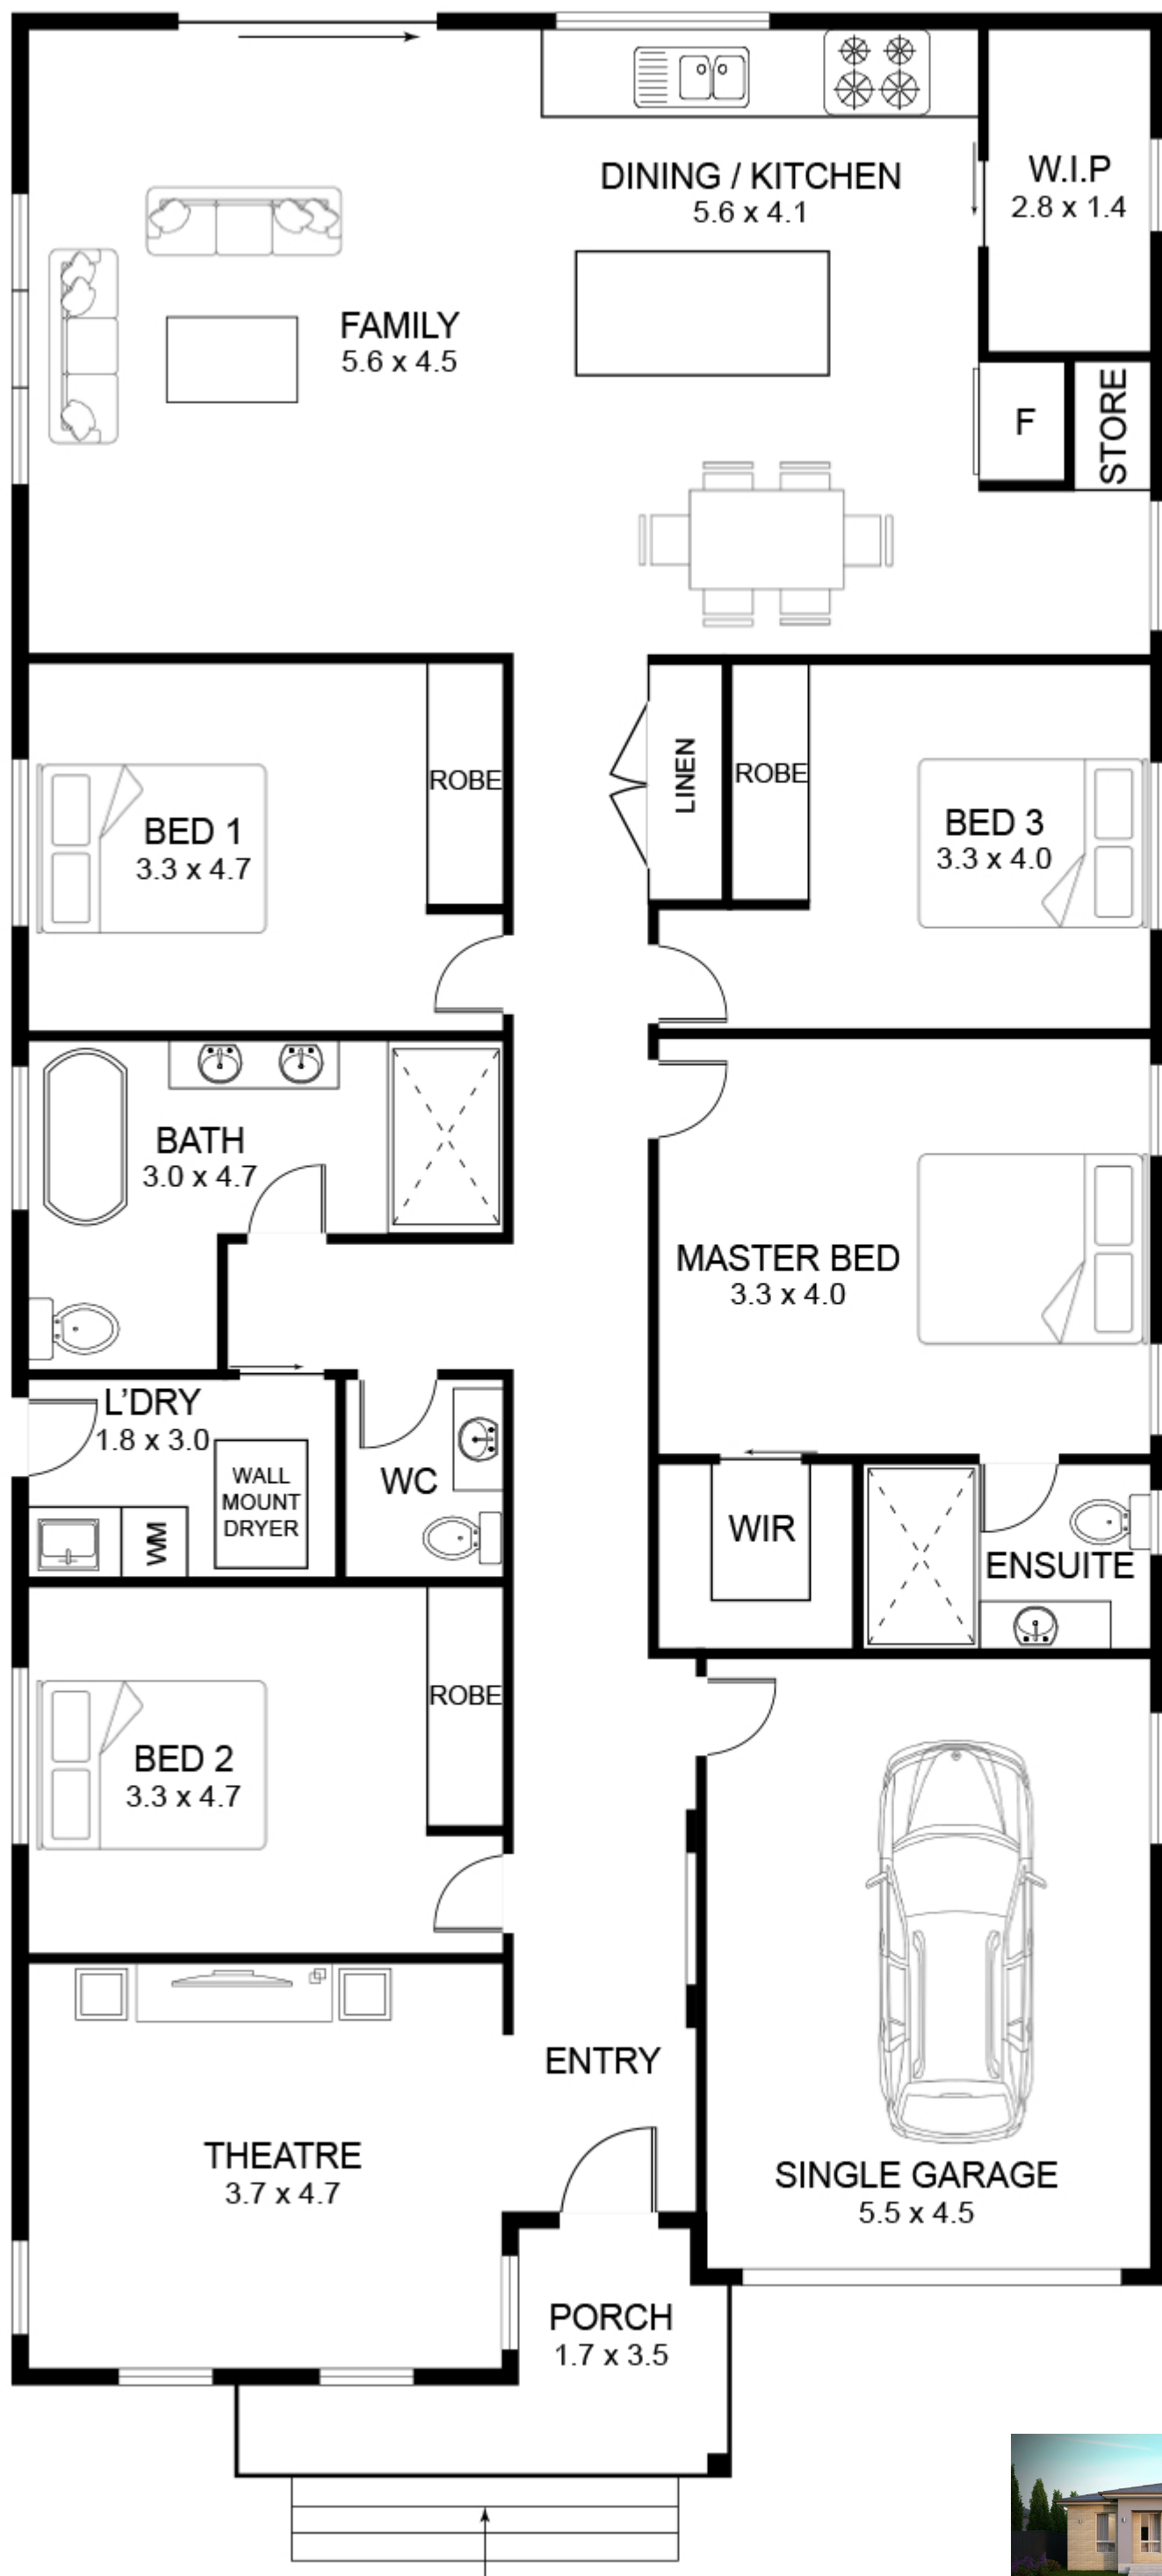 DINING / KITCHEN
5.6 x 4.1
W.I.P
2.8 x 1.4
FAMILY
5.6 x 4.5
F
STORE
BED 1
3.3 x 4.7
ROBE
LINEN
ROBE
BED 3
3.3 x 4.0
BATH
3.0 x 4.7
MASTER BED
3.3 x 4.0
L'DRY
1.8 x 3.0
WALL
MOUNT
DRYER
WM
WC
WIR
ENSUITE
BED 2
3.3 x 4.7
ROBE
ENTRY
THEATRE
3.7 x 4.7
SINGLE GARAGE
5.5 x 4.5
PORCH
1.7 x 3.5